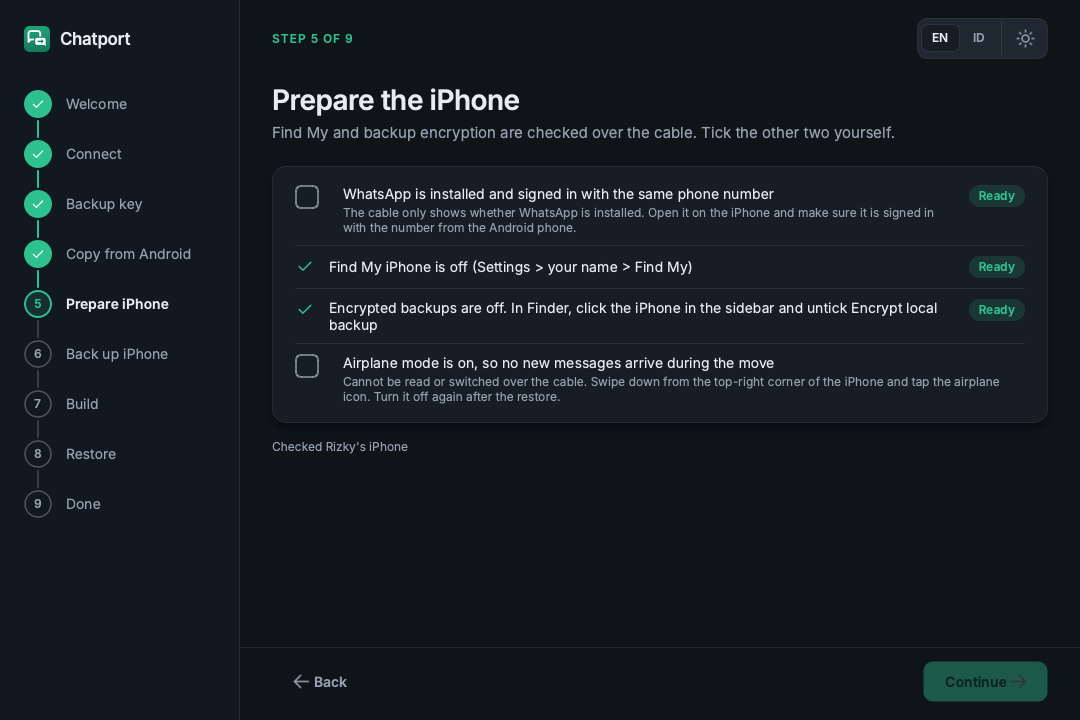 Chatport
Welcome
Connect
Backup key
Copy from Android
5 Prepare iPhone
6 Back up iPhone
7 Build
8 Restore
9 Done
STEP 5 OF 9
EN ID
Prepare the iPhone
Find My and backup encryption are checked over the cable. Tick the other two yourself.
WhatsApp is installed and signed in with the same phone number
Ready
The cable only shows whether WhatsApp is installed. Open it on the iPhone and make sure it is signed in
with the number from the Android phone.
Find My iPhone is off (Settings > your name > Find My)
Ready
Encrypted backups are off. In Finder, click the iPhone in the sidebar and untick Encrypt local
backup
Ready
Airplane mode is on, so no new messages arrive during the move
Cannot be read or switched over the cable. Swipe down from the top-right corner of the iPhone and tap the airplane
icon. Turn it off again after the restore.
Checked Rizky's iPhone
Back
Continue